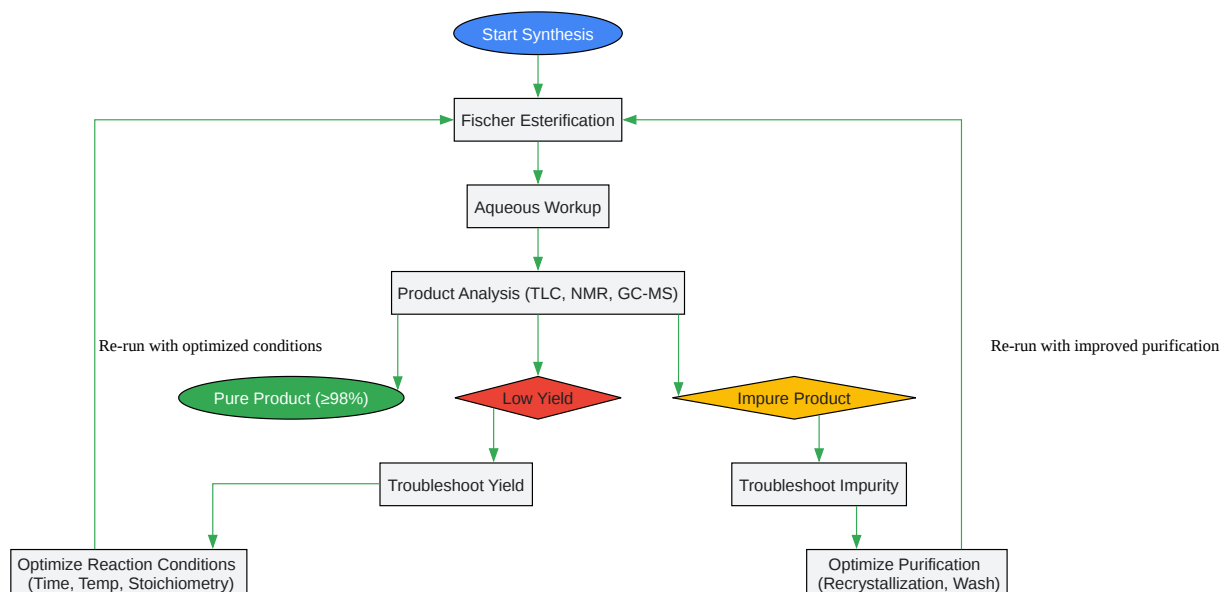 Start Synthesis
Fischer Esterification
Aqueous Workup
Product Analysis (TLC, NMR, GC-MS)
Re-run with optimized conditions
Re-run with improved purification
Pure Product (≥98%)
Low Yield
Impure Product
Troubleshoot Yield
Troubleshoot Impurity
Optimize Reaction Conditions
(Time, Temp, Stoichiometry)
Optimize Purification
(Recrystallization, Wash)